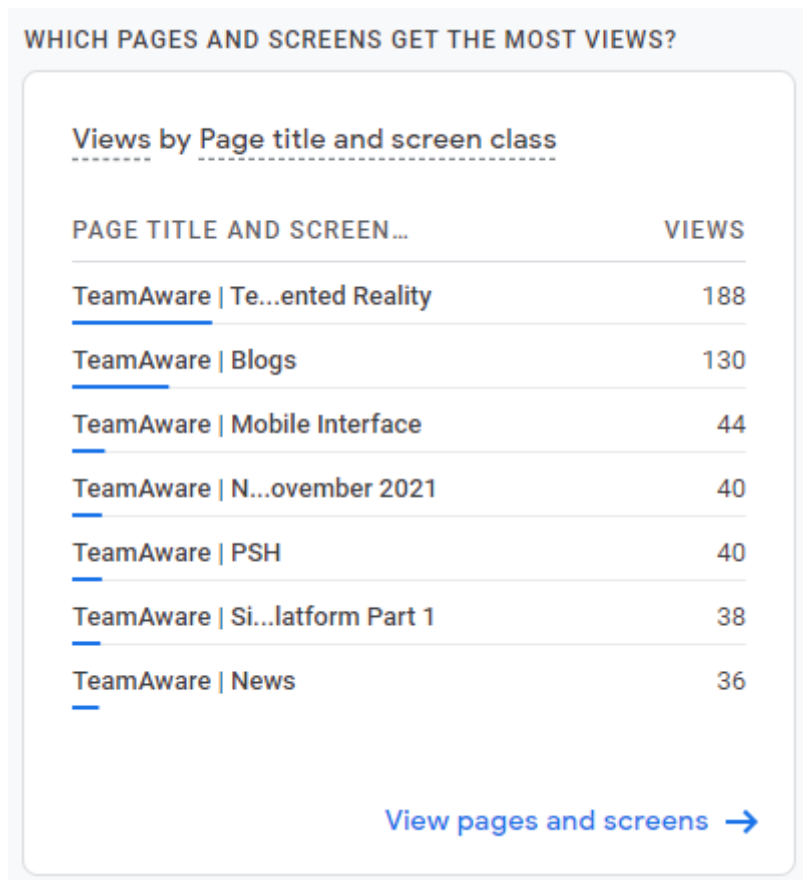 WHICH PAGES AND SCREENS GET THE MOST VIEWS?
Views by Page title and screen class
PAGE TITLE AND SCREEN… VIEWS
TeamAware | Te...ented Reality 188
TeamAware | Blogs 130
TeamAware | Mobile Interface 44
TeamAware | N...ovember 2021 40
TeamAware | PSH 40
TeamAware | Si...latform Part 1 38
TeamAware | News 36
View pages and screens →